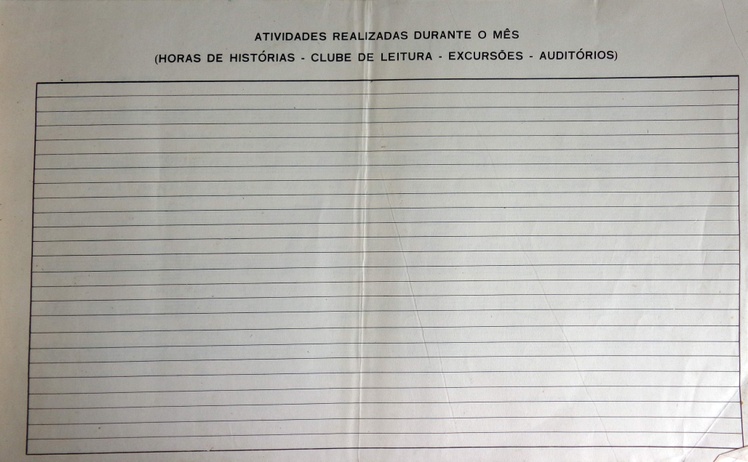 ATIVIDADES REALIZADAS DURANTE O MÊS
(HORAS DE HISTÓRIAS - CLUBE DE LEITURA - EXCURSÕES - AUDITÓRIOS)